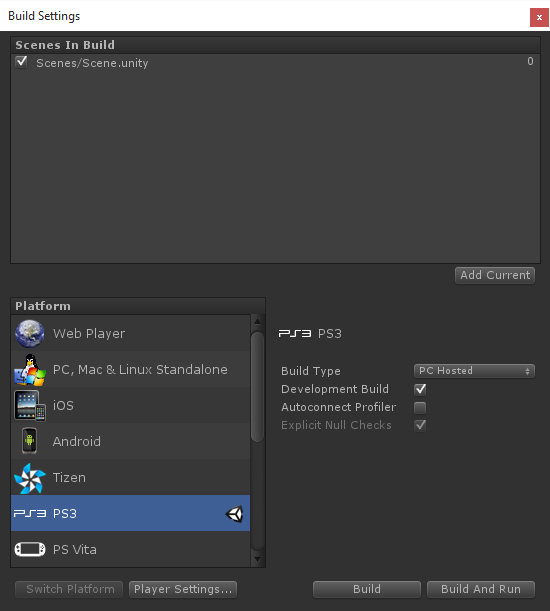 Build Settings
x
Scenes In Build
Scenes/Scene.unity 0
Add Current
Platform
Web Player
PC, Mac & Linux Standalone
iOS
Android
Tizen
PS3 PS3
PS Vita
PS3 PS3
Build Type PC Hosted
Development Build
Autoconnect Profiler
Explicit Null Checks
Switch Platform Player Settings... Build Build And Run